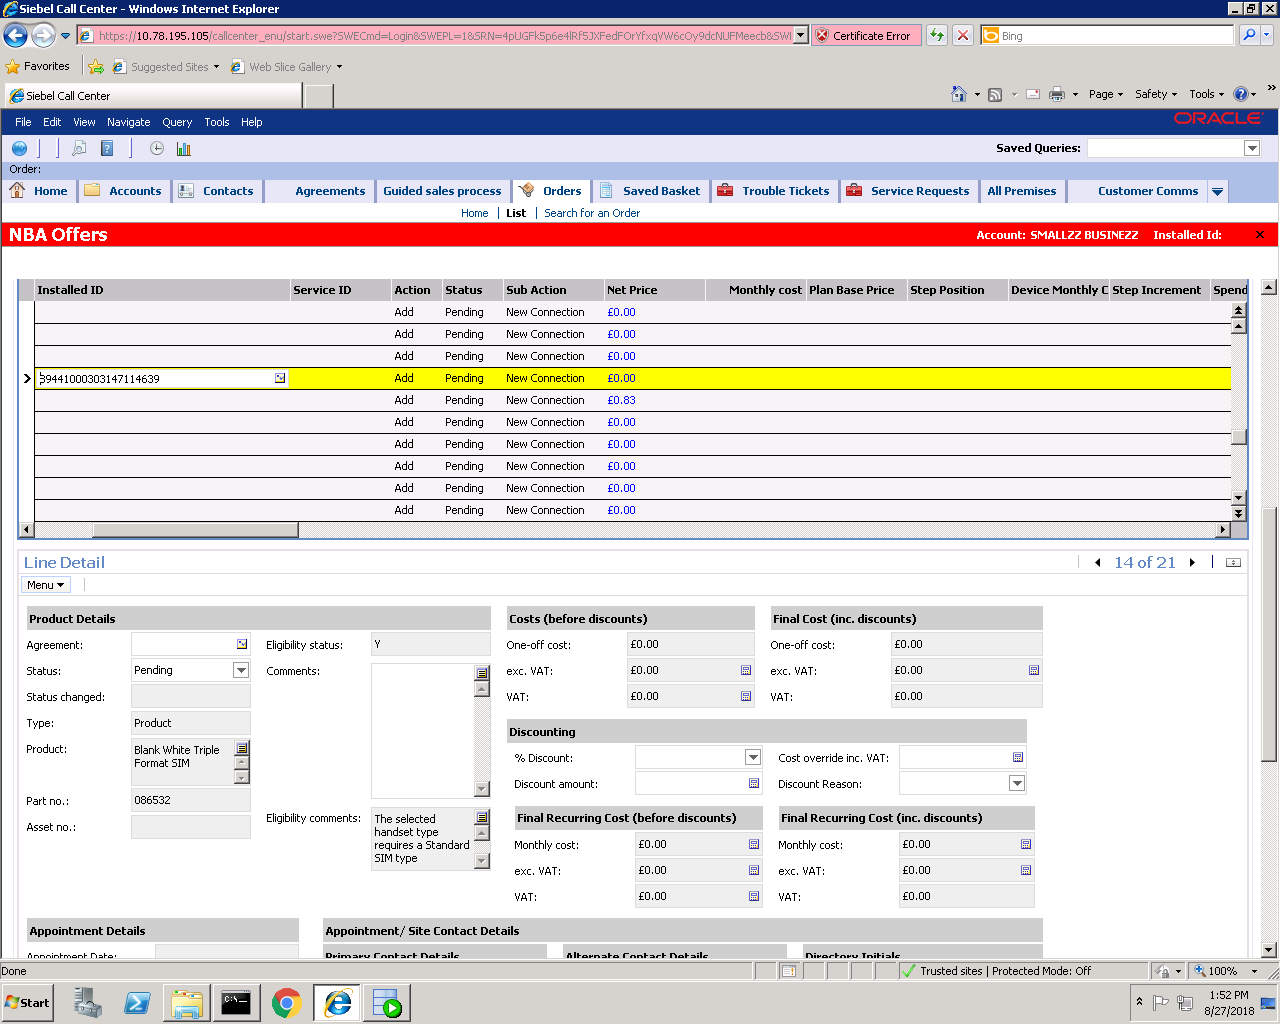 Siebel Call Center - Windows Internet Explorer
https://10.78.195.105/callcenter_enu/start.swe?SWECmd=Login&SWEPL=1&SRN=4pUGFk5p6e4lRf5JXFedFOrYfxqVW6cOy9dcNUFMeecb&SWI
Certificate Error
Bing
Favorites
Suggested Sites
Web Slice Gallery
Siebel Call Center
Page
Safety
Tools
File Edit View Navigate Query Tools Help
ORACLE
Saved Queries:
Order:
Home Accounts Contacts Agreements Guided sales process Orders Saved Basket Trouble Tickets Service Requests All Premises Customer Comms
Home | List | Search for an Order
NBA Offers
Account: SMALLZZ BUSINEZZ Installed Id:
Installed ID Service ID Action Status Sub Action Net Price Monthly cost Plan Base Price Step Position Device Monthly C Step Increment Spend
Add Pending New Connection £0.00
Add Pending New Connection £0.00
Add Pending New Connection £0.00
89441000303147114639 Add Pending New Connection £0.00
Add Pending New Connection £0.83
Add Pending New Connection £0.00
Add Pending New Connection £0.00
Add Pending New Connection £0.00
Add Pending New Connection £0.00
Add Pending New Connection £0.00
Line Detail
14 of 21
Menu
Product Details
Agreement:
Status: Pending
Status changed:
Type: Product
Product: Blank White Triple
Format SIM
Part no.: 086532
Asset no.:
Eligibility status: Y
Comments:
Eligibility comments: The selected
handset type
requires a Standard
SIM type
Costs (before discounts)
One-off cost: £0.00
exc. VAT: £0.00
VAT: £0.00
Final Cost (inc. discounts)
One-off cost: £0.00
exc. VAT: £0.00
VAT: £0.00
Discounting
% Discount:
Cost override inc. VAT:
Discount amount:
Discount Reason:
Final Recurring Cost (before discounts)
Monthly cost: £0.00
exc. VAT: £0.00
VAT: £0.00
Final Recurring Cost (inc. discounts)
Monthly cost: £0.00
exc. VAT: £0.00
VAT: £0.00
Appointment Details
Appointment Date:
Appointment/ Site Contact Details
Primary Contact Details
Alternate Contact Details
Directory Initials
Done
Trusted sites | Protected Mode: Off
100%
Start
1:52 PM
8/27/2018